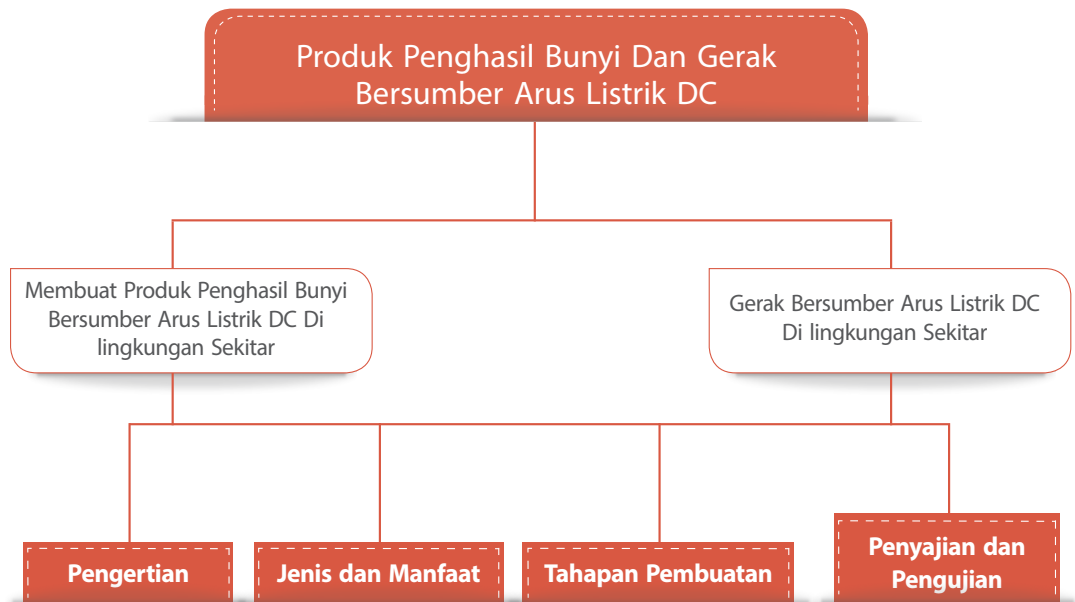 Produk Penghasil Bunyi Dan Gerak
Bersumber Arus Listrik DC
Membuat Produk Penghasil Bunyi
Bersumber Arus Listrik DC Di
lingkungan Sekitar
Gerak Bersumber Arus Listrik DC
Di lingkungan Sekitar
Pengertian
Jenis dan Manfaat
Tahapan Pembuatan
Penyajian dan
Pengujian